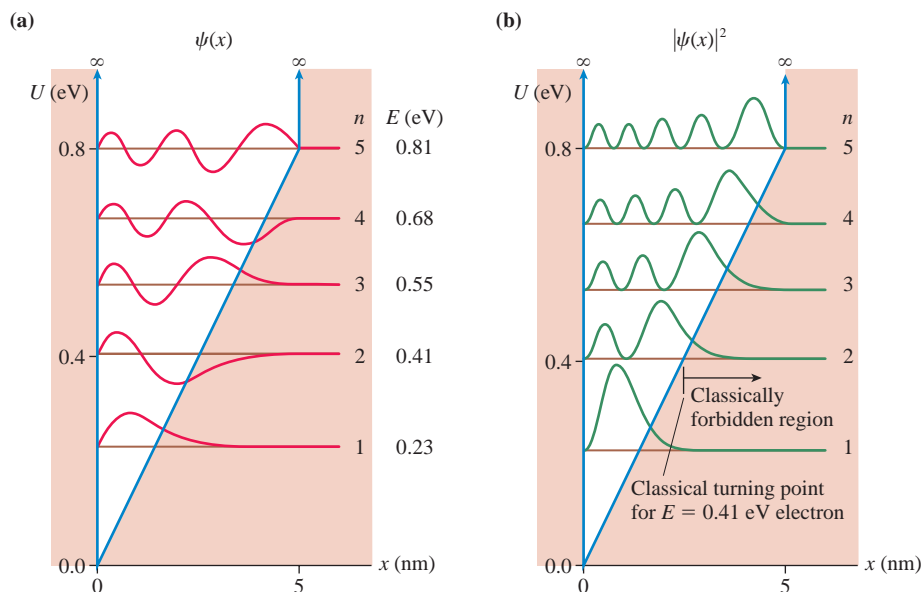 (a)
ψ(x)
∞
∞
U (eV)
n
E (eV)
0.8
5
0.81
4
0.68
3
0.55
0.4
2
0.41
1
0.23
0.0
0
5
x (nm)
(b)
|ψ(x)|²
∞
∞
U (eV)
n
0.8
5
4
3
0.4
2
Classically
forbidden region
1
Classical turning point
for E = 0.41 eV electron
0.0
0
5
x (nm)